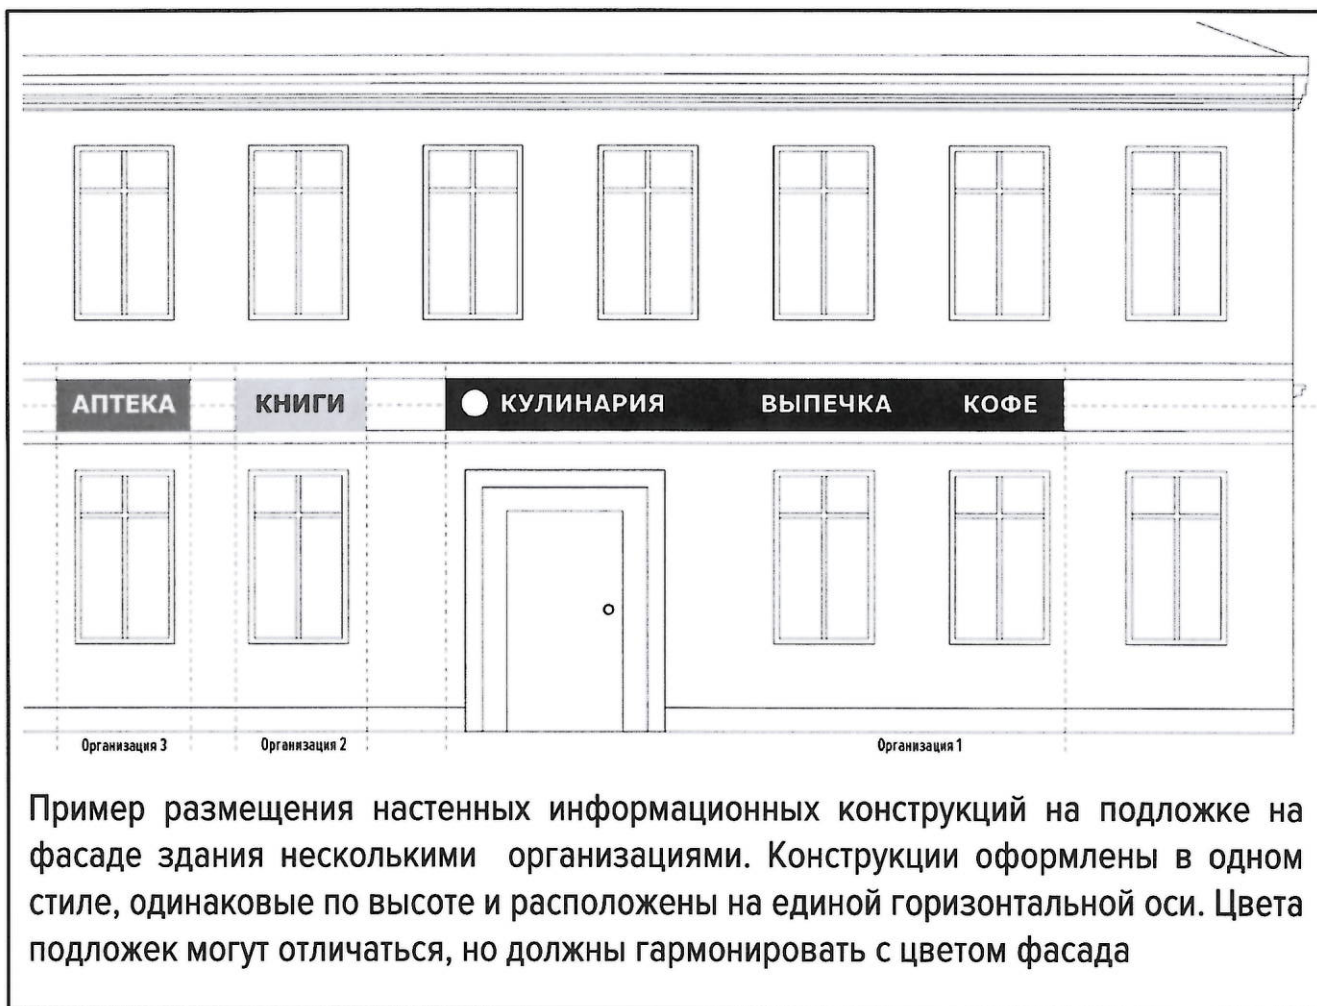 АПТЕКА КНИГИ КУЛИНАРИЯ ВЫПЕЧКА КОФЕ
Организация 3 Организация 2 Организация 1
Пример размещения настенных информационных конструкций на подложке на
фасаде здания несколькими организациями. Конструкции оформлены в одном
стиле, одинаковые по высоте и расположены на единой горизонтальной оси. Цвета
подложек могут отличаться, но должны гармонировать с цветом фасада